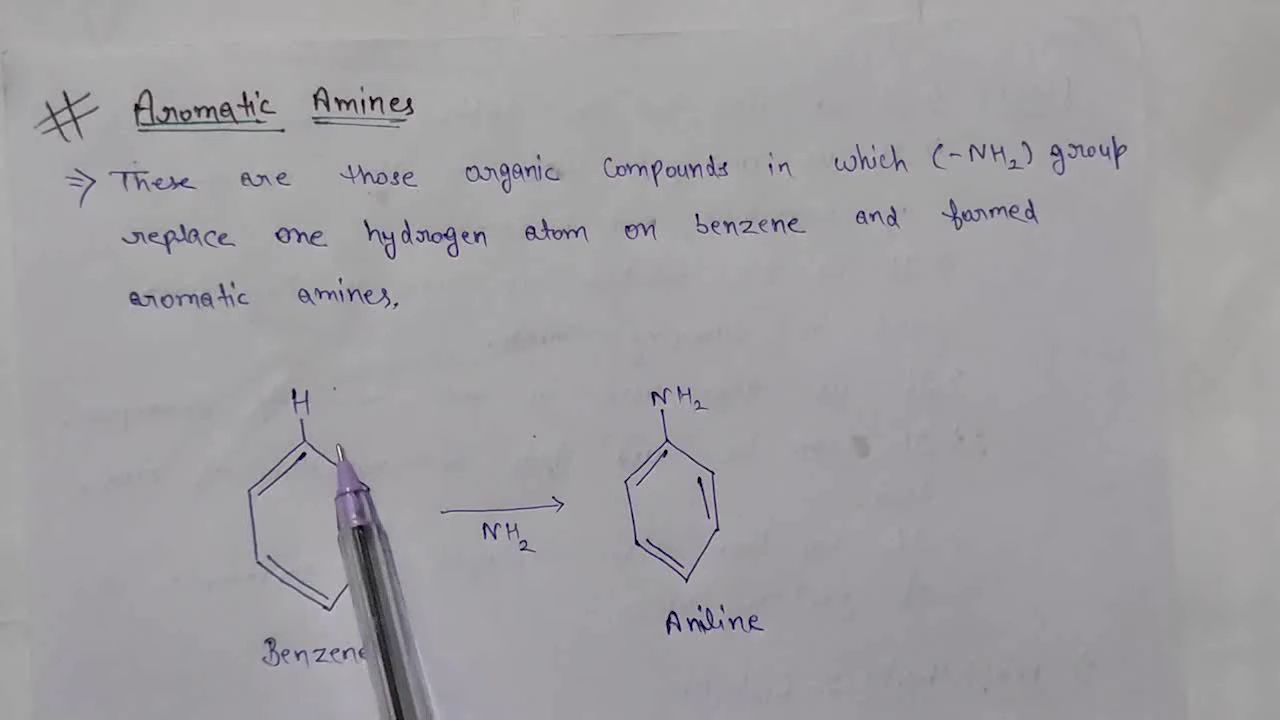 # Aromatic Amines
⇒ These are those organic compounds in which (-NH₂) group
replace one hydrogen atom on benzene and formed
aromatic amines,
H
NH₂
NH₂
Benzene
Aniline